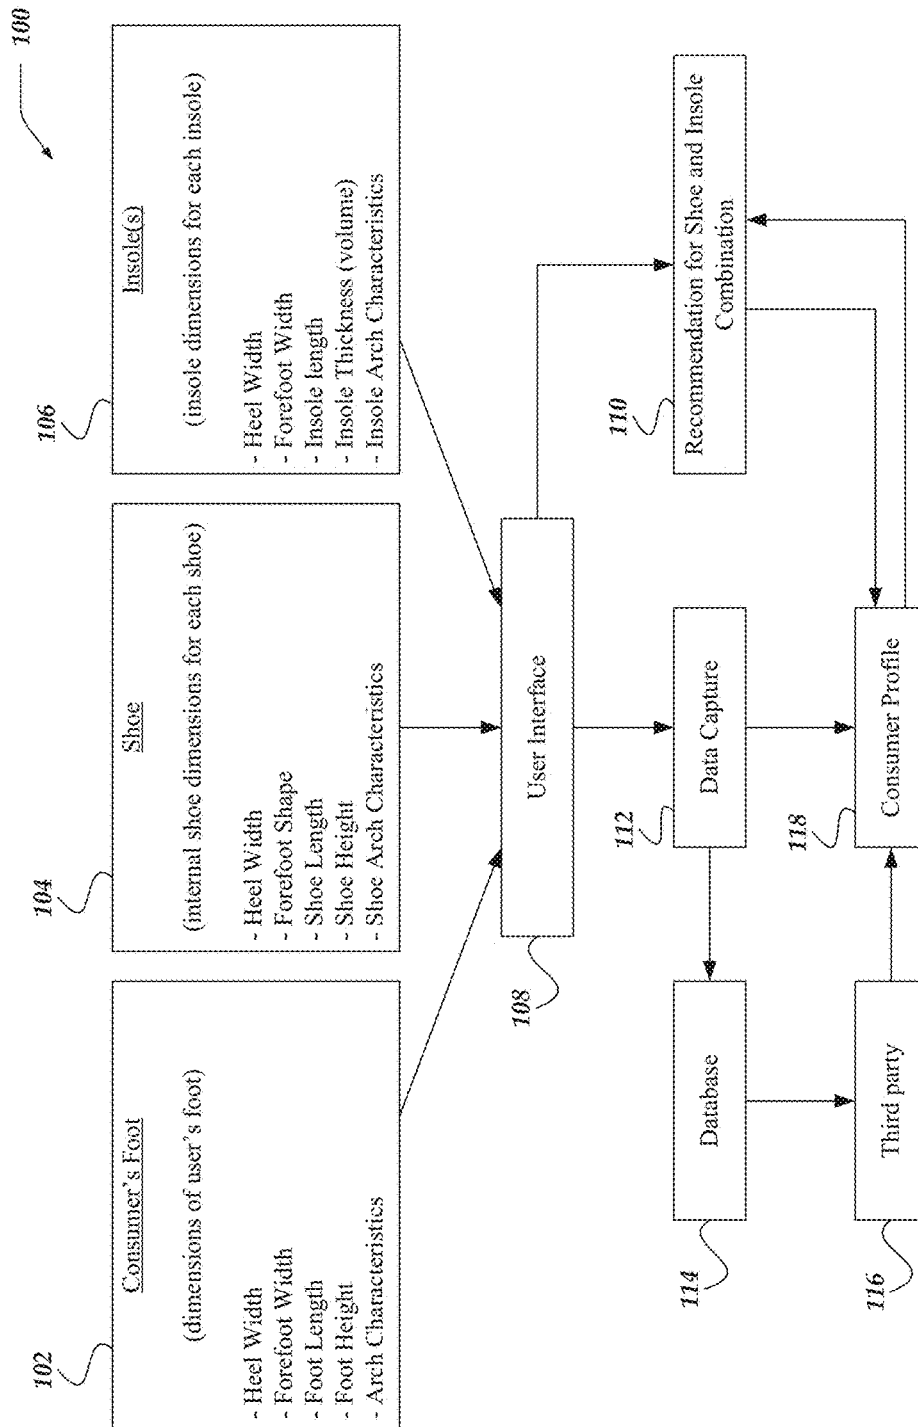 100
102
Consumer's Foot
(dimensions of user's foot)
- Heel Width
- Forefoot Width
- Foot Length
- Foot Height
- Arch Characteristics
104
Shoe
(internal shoe dimensions for each shoe)
- Heel Width
- Forefoot Shape
- Shoe Length
- Shoe Height
- Shoe Arch Characteristics
106
Insole(s)
(insole dimensions for each insole)
- Heel Width
- Forefoot Width
- Insole length
- Insole Thickness (volume)
- Insole Arch Characteristics
108
User Interface
114
Database
112
Data Capture
110
Recommendation for Shoe and Insole
Combination
116
Third party
118
Consumer Profile